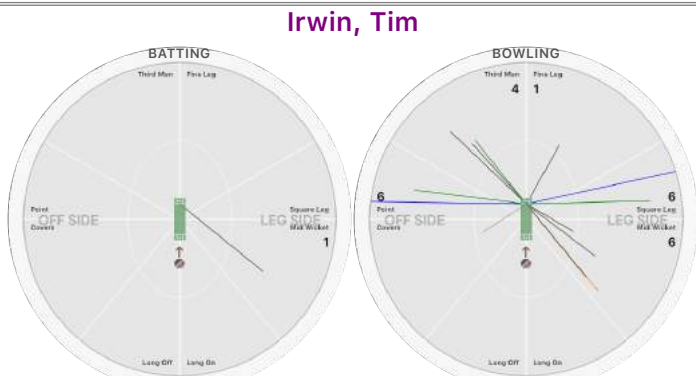 Irwin, Tim
BATTING
Third Man
Fine Leg
Point
OFF SIDE
Covers
Square Leg
LEG SIDE
Mid Wicket
1
Long Off
Long On
BOWLING
Third Man
Fine Leg
4
1
6
Point
OFF SIDE
Covers
6
Square Leg
LEG SIDE
Mid Wicket
6
Long Off
Long On